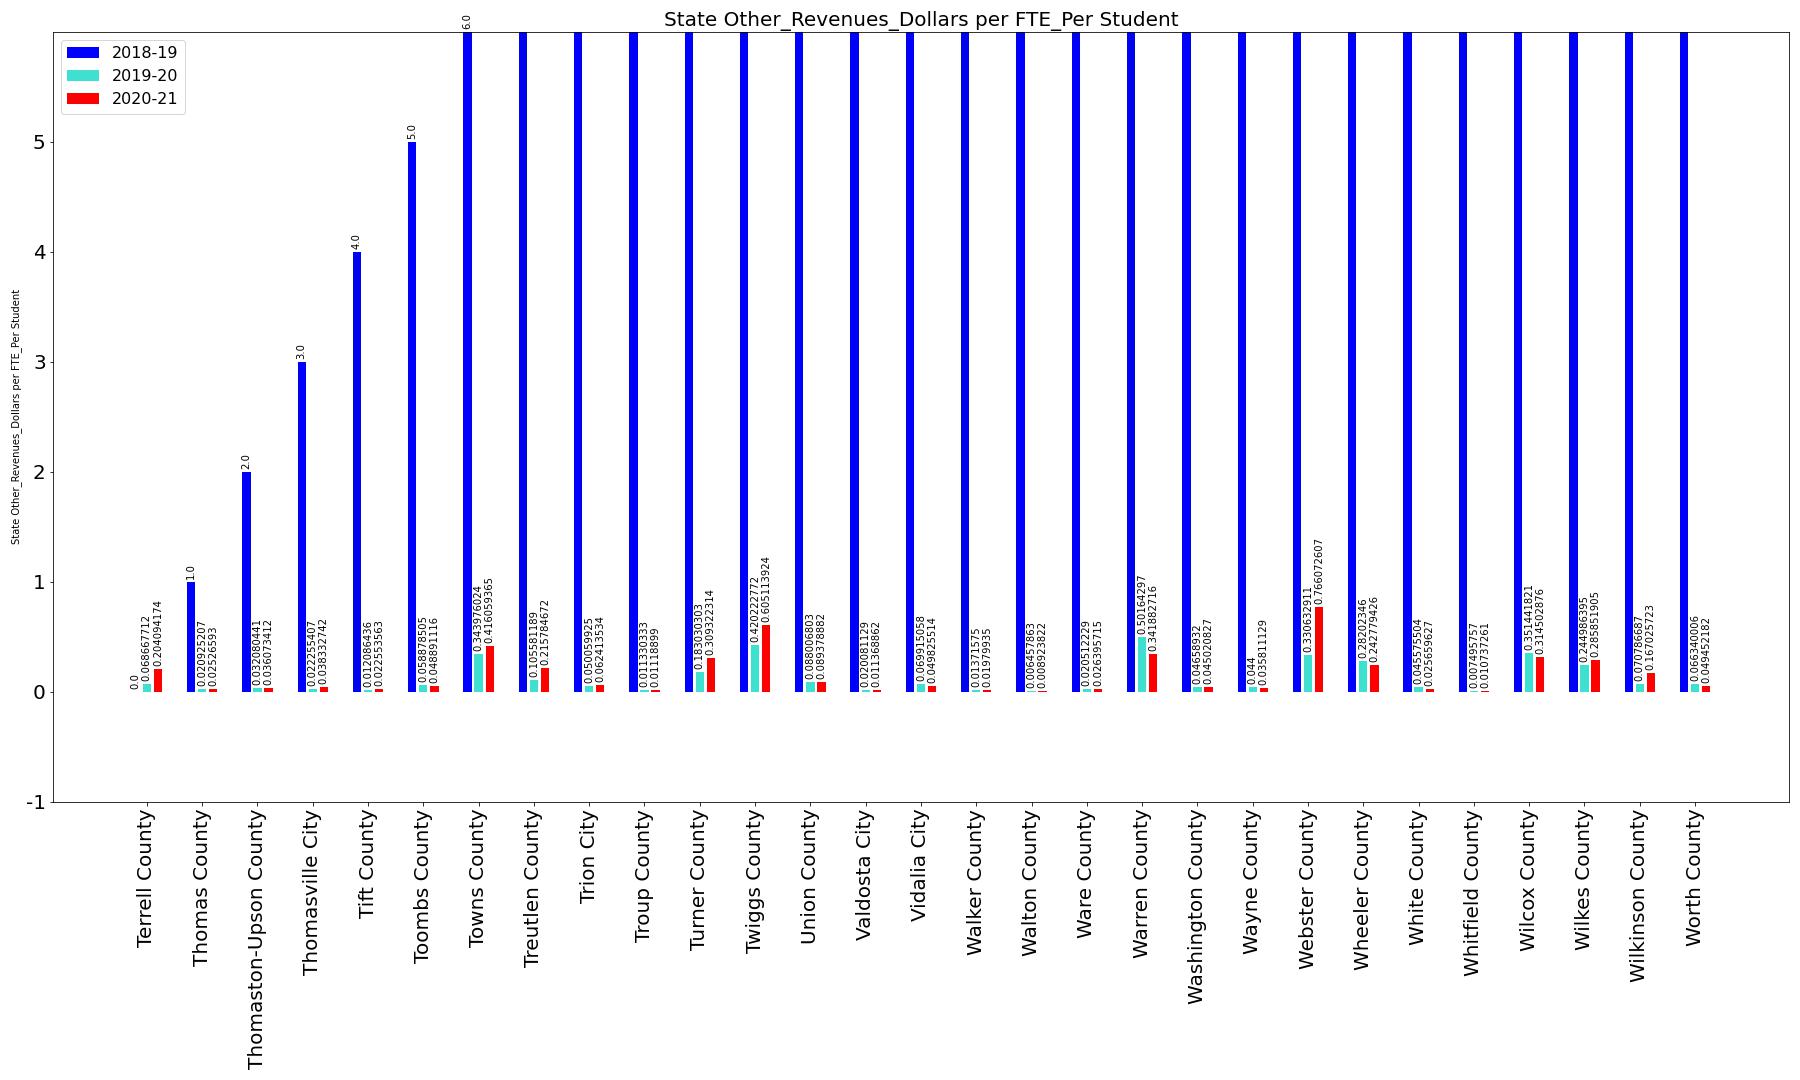 State Other_Revenues_Dollars per FTE_Per Student
2018-19
2019-20
2020-21
State Other_Revenues_Dollars per FTE_Per Student
5
4
3
2
1
0
-1
0.0
0.068667712
0.204094174
1.0
0.020925207
0.02526593
2.0
0.032080441
0.036073412
3.0
0.022255407
0.038332742
4.0
0.012086436
0.022553563
5.0
0.058878505
0.048891116
6.0
0.343976024
0.416059365
0.105581189
0.215784672
0.050059925
0.062413534
0.011330333
0.01118899
0.183030303
0.309322314
0.420222772
0.605113924
0.088006803
0.089378882
0.020081129
0.011368862
0.069915058
0.049825514
0.01371575
0.01979935
0.006457863
0.008923822
0.020512229
0.026395715
0.50164297
0.341882716
0.04658932
0.045020827
0.044
0.035811129
0.330632911
0.766072607
0.28202346
0.242779426
0.045575504
0.025659627
0.007495757
0.010737261
0.351441821
0.314502876
0.244986395
0.285851905
0.070786687
0.167025723
0.066340006
0.049452182
Terrell County
Thomas County
Thomaston-Upson County
Thomasville City
Tift County
Toombs County
Towns County
Treutlen County
Trion City
Troup County
Turner County
Twiggs County
Union County
Valdosta City
Vidalia City
Walker County
Walton County
Ware County
Warren County
Washington County
Wayne County
Webster County
Wheeler County
White County
Whitfield County
Wilcox County
Wilkes County
Wilkinson County
Worth County